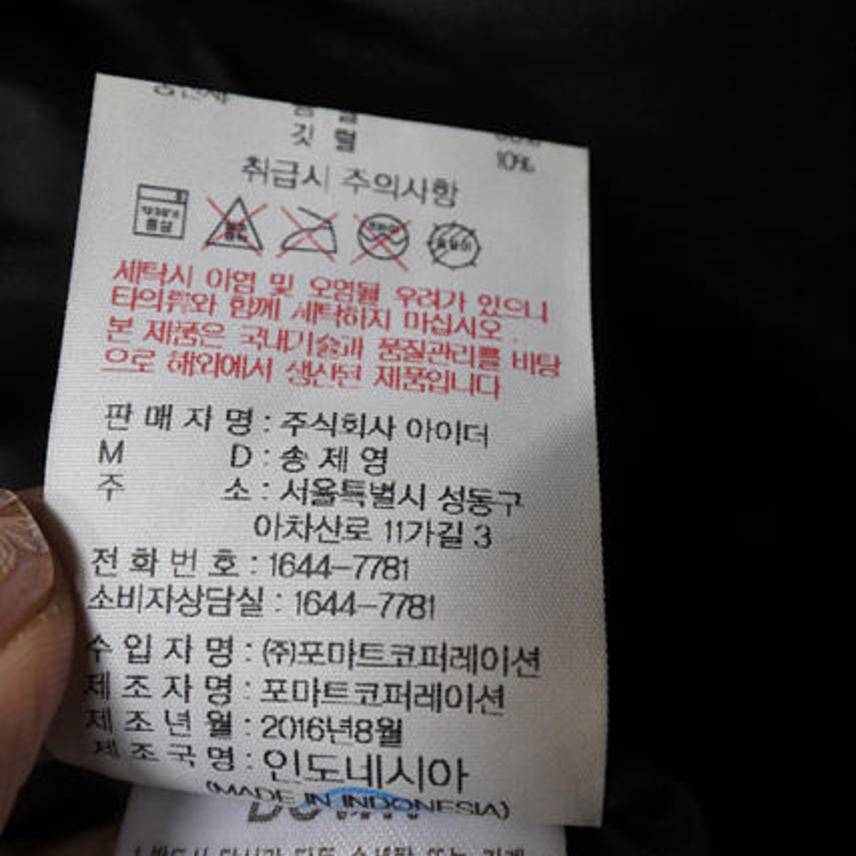 깃 털 10%
취급시 주의사항
세탁시 이염 및 오염될 우려가 있으니
타의류와 함께 세탁하지 마십시오.
본 제품은 국내기술과 품질관리를 바탕
으로 해외에서 생산된 제품입니다
판 매 자 명 : 주식회사 아이더
M D : 송 제 영
주 소 : 서울특별시 성동구
아차산로 11가길 3
전 화 번 호 : 1644-7781
소비자상담실 : 1644-7781
수 입 자 명 : ㈜포마트코퍼레이션
제 조 자 명 : 포마트코퍼레이션
제 조 년 월 : 2016년8월
제 조 국 명 : 인도네시아
(MADE IN INDONESIA)